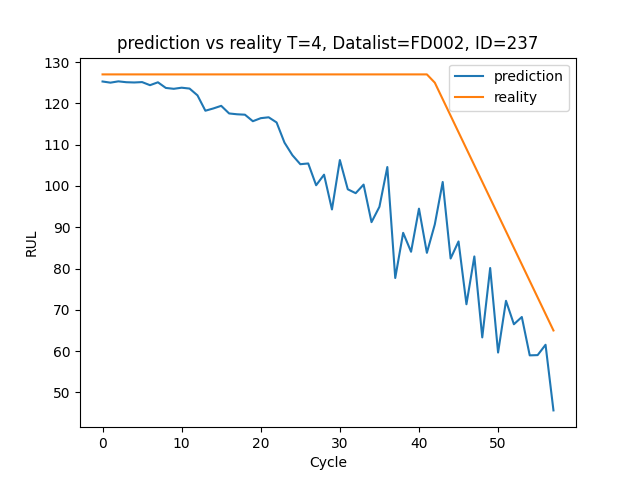 prediction vs reality T=4, Datalist=FD002, ID=237
prediction
reality
130
120
110
100
90
80
70
60
50
RUL
0 10 20 30 40 50
Cycle